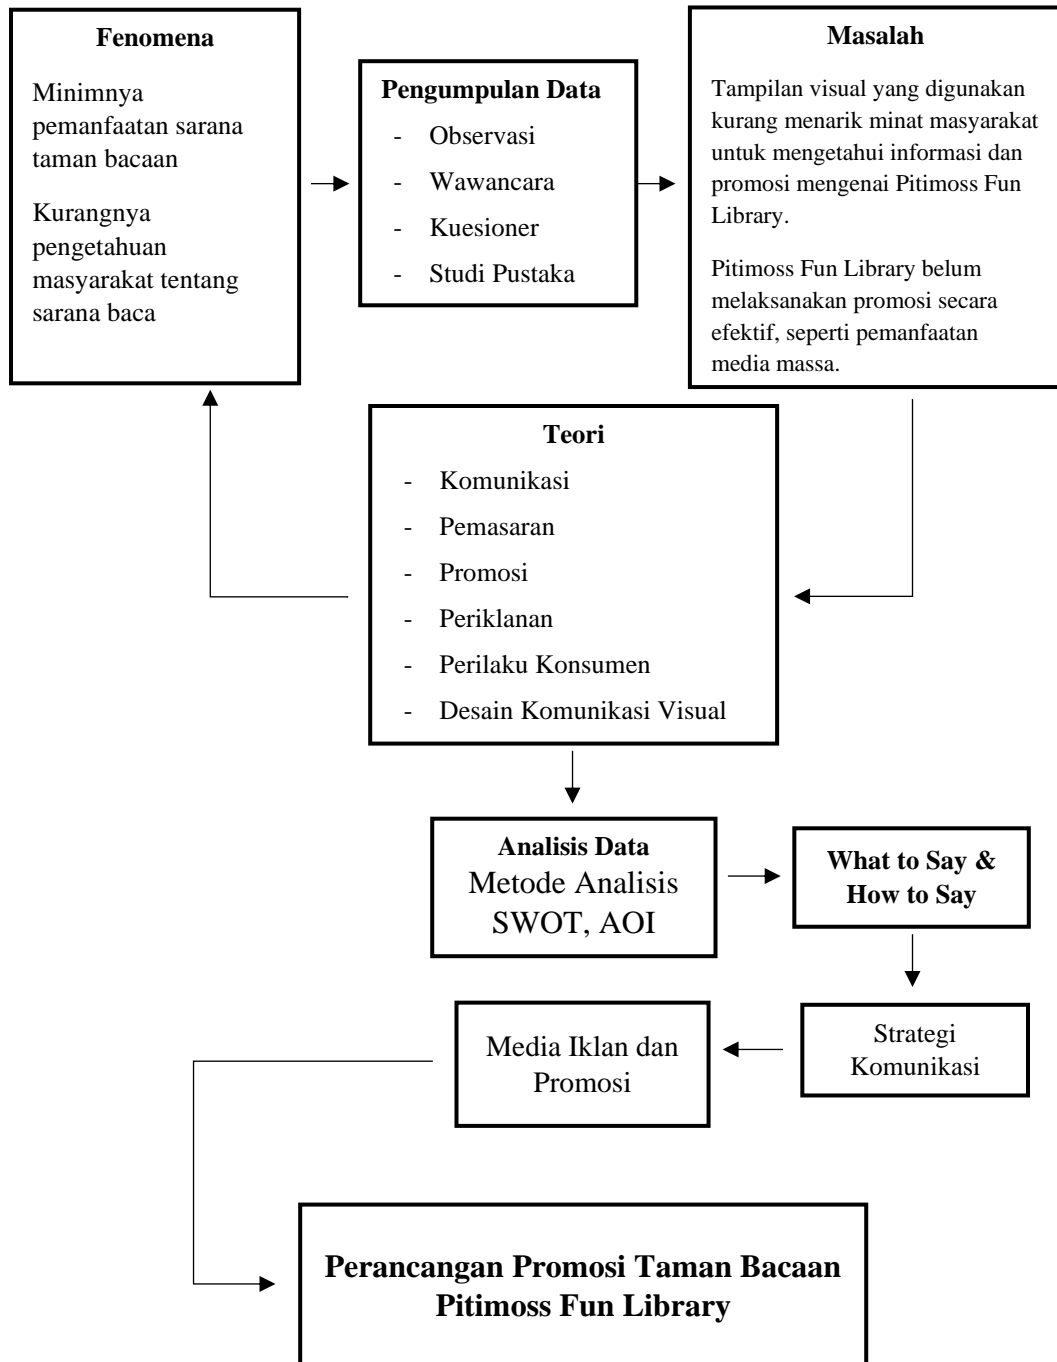 Fenomena
Minimnya
pemanfaatan sarana
taman bacaan
Kurangnya
pengetahuan
masyarakat tentang
sarana baca
Pengumpulan Data
- Observasi
- Wawancara
- Kuesioner
- Studi Pustaka
Masalah
Tampilan visual yang digunakan
kurang menarik minat masyarakat
untuk mengetahui informasi dan
promosi mengenai Pitimoss Fun
Library.
Pitimoss Fun Library belum
melaksanakan promosi secara
efektif, seperti pemanfaatan
media massa.
Teori
- Komunikasi
- Pemasaran
- Promosi
- Periklanan
- Perilaku Konsumen
- Desain Komunikasi Visual
Analisis Data
Metode Analisis
SWOT, AOI
What to Say &
How to Say
Strategi
Komunikasi
Media Iklan dan
Promosi
Perancangan Promosi Taman Bacaan
Pitimoss Fun Library